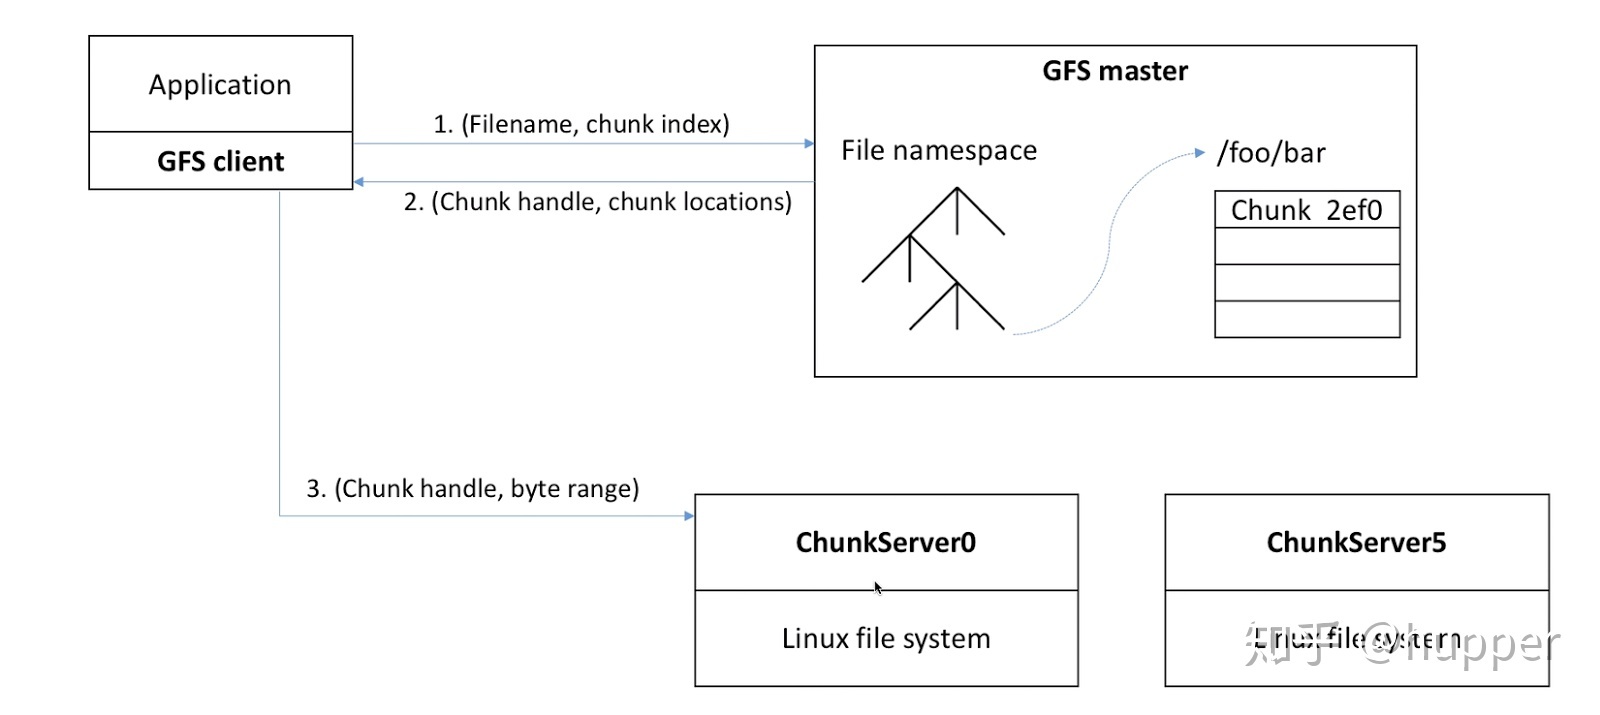 Application
GFS client
1. (Filename, chunk index)
2. (Chunk handle, chunk locations)
GFS master
File namespace
/foo/bar
Chunk 2ef0
3. (Chunk handle, byte range)
ChunkServer0
Linux file system
ChunkServer5
Linux file system
知乎 @hupper